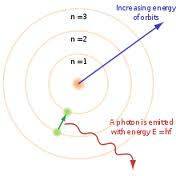 Increasing energy
of orbits
n = 3
n = 2
n = 1
A photon is emitted
with energy E = hf